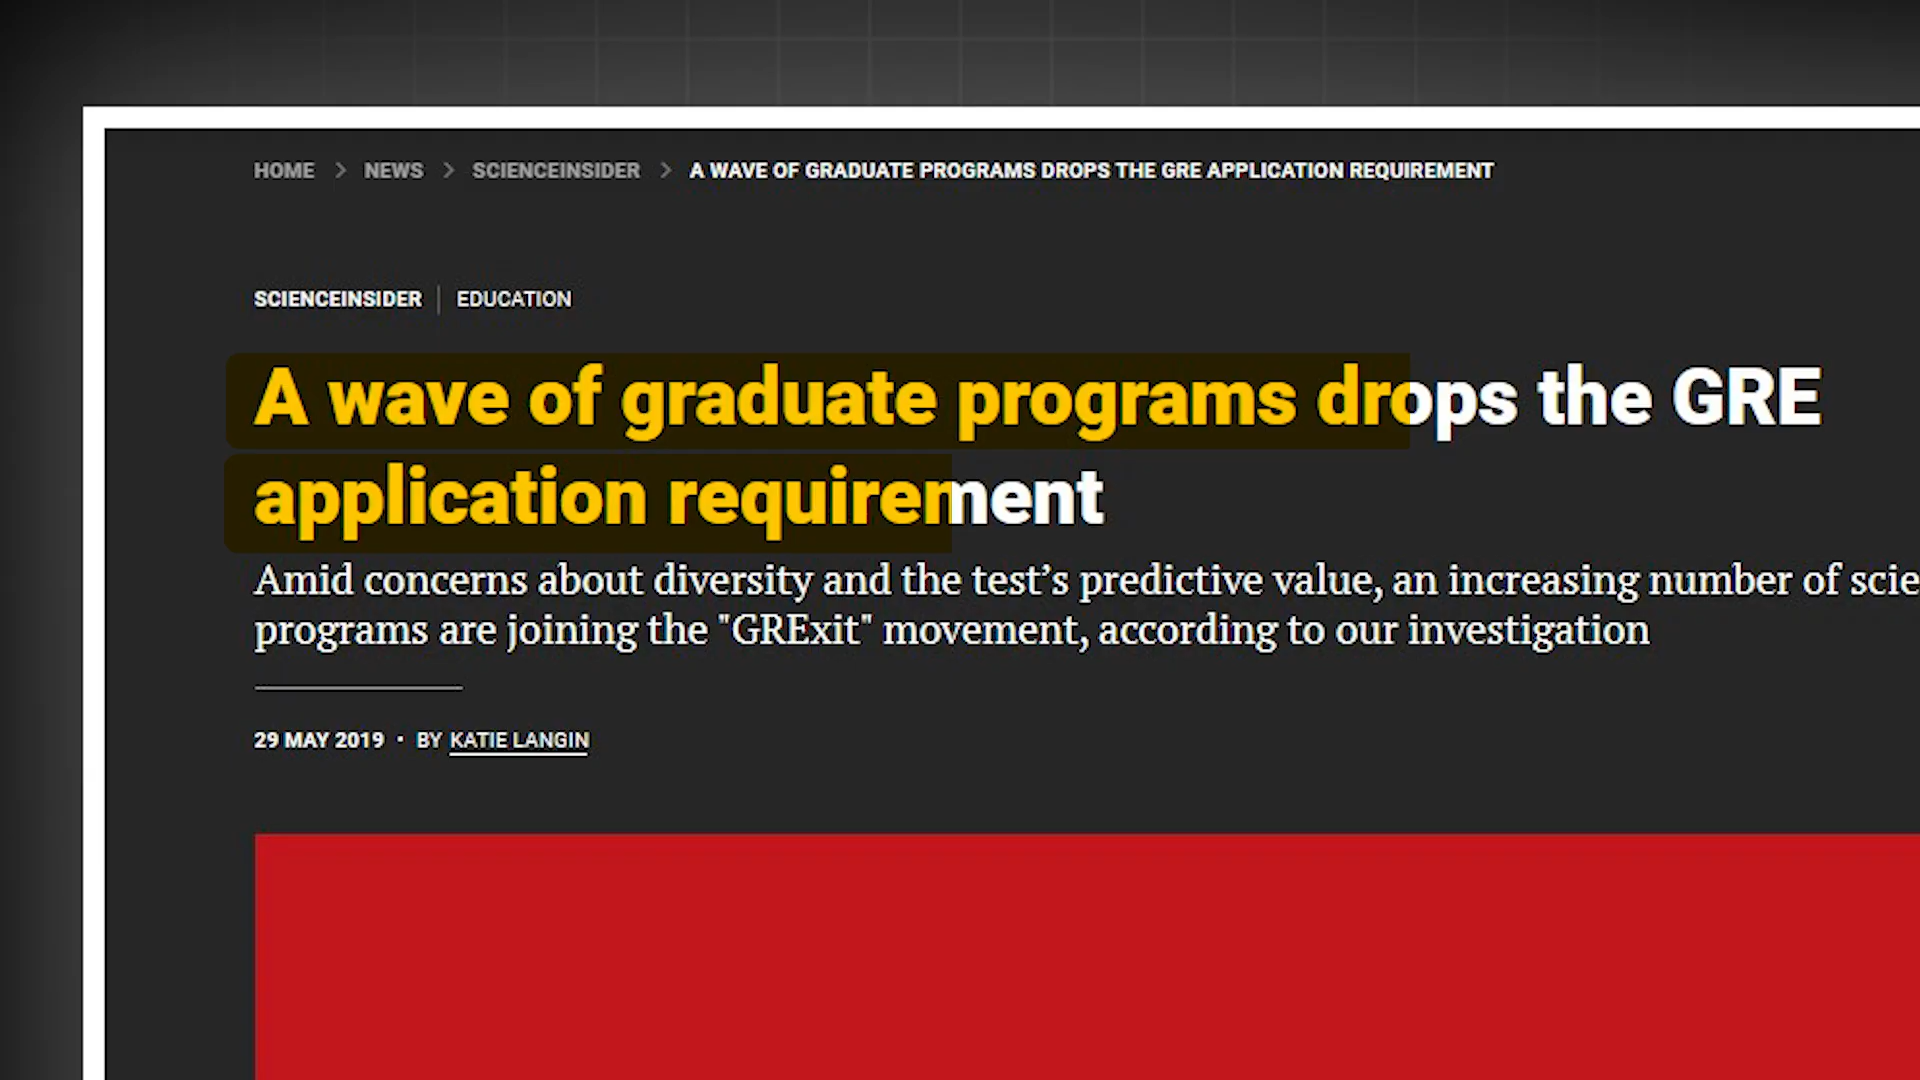 HOME > NEWS > SCIENCEINSIDER > A WAVE OF GRADUATE PROGRAMS DROPS THE GRE APPLICATION REQUIREMENT
SCIENCEINSIDER | EDUCATION
A wave of graduate programs drops the GRE
application requirement
Amid concerns about diversity and the test’s predictive value, an increasing number of
programs are joining the "GRExit" movement, according to our investigation
29 MAY 2019 · BY KATIE LANGIN